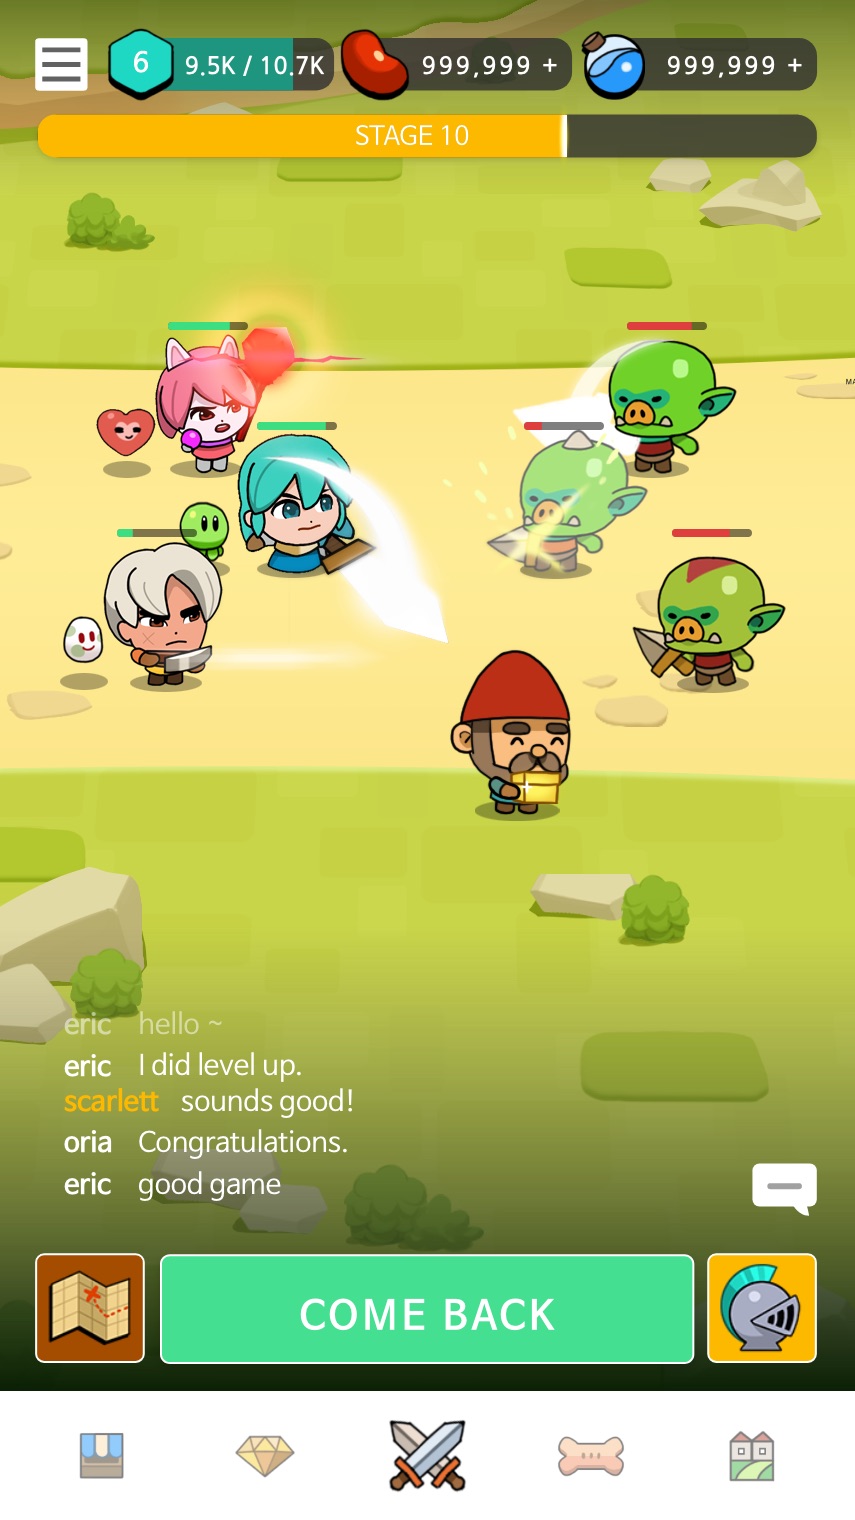 6 9.5K / 10.7K 999,999 + 999,999 +
STAGE 10
eric hello ~
eric I did level up.
scarlett sounds good!
oria Congratulations.
eric good game
COME BACK